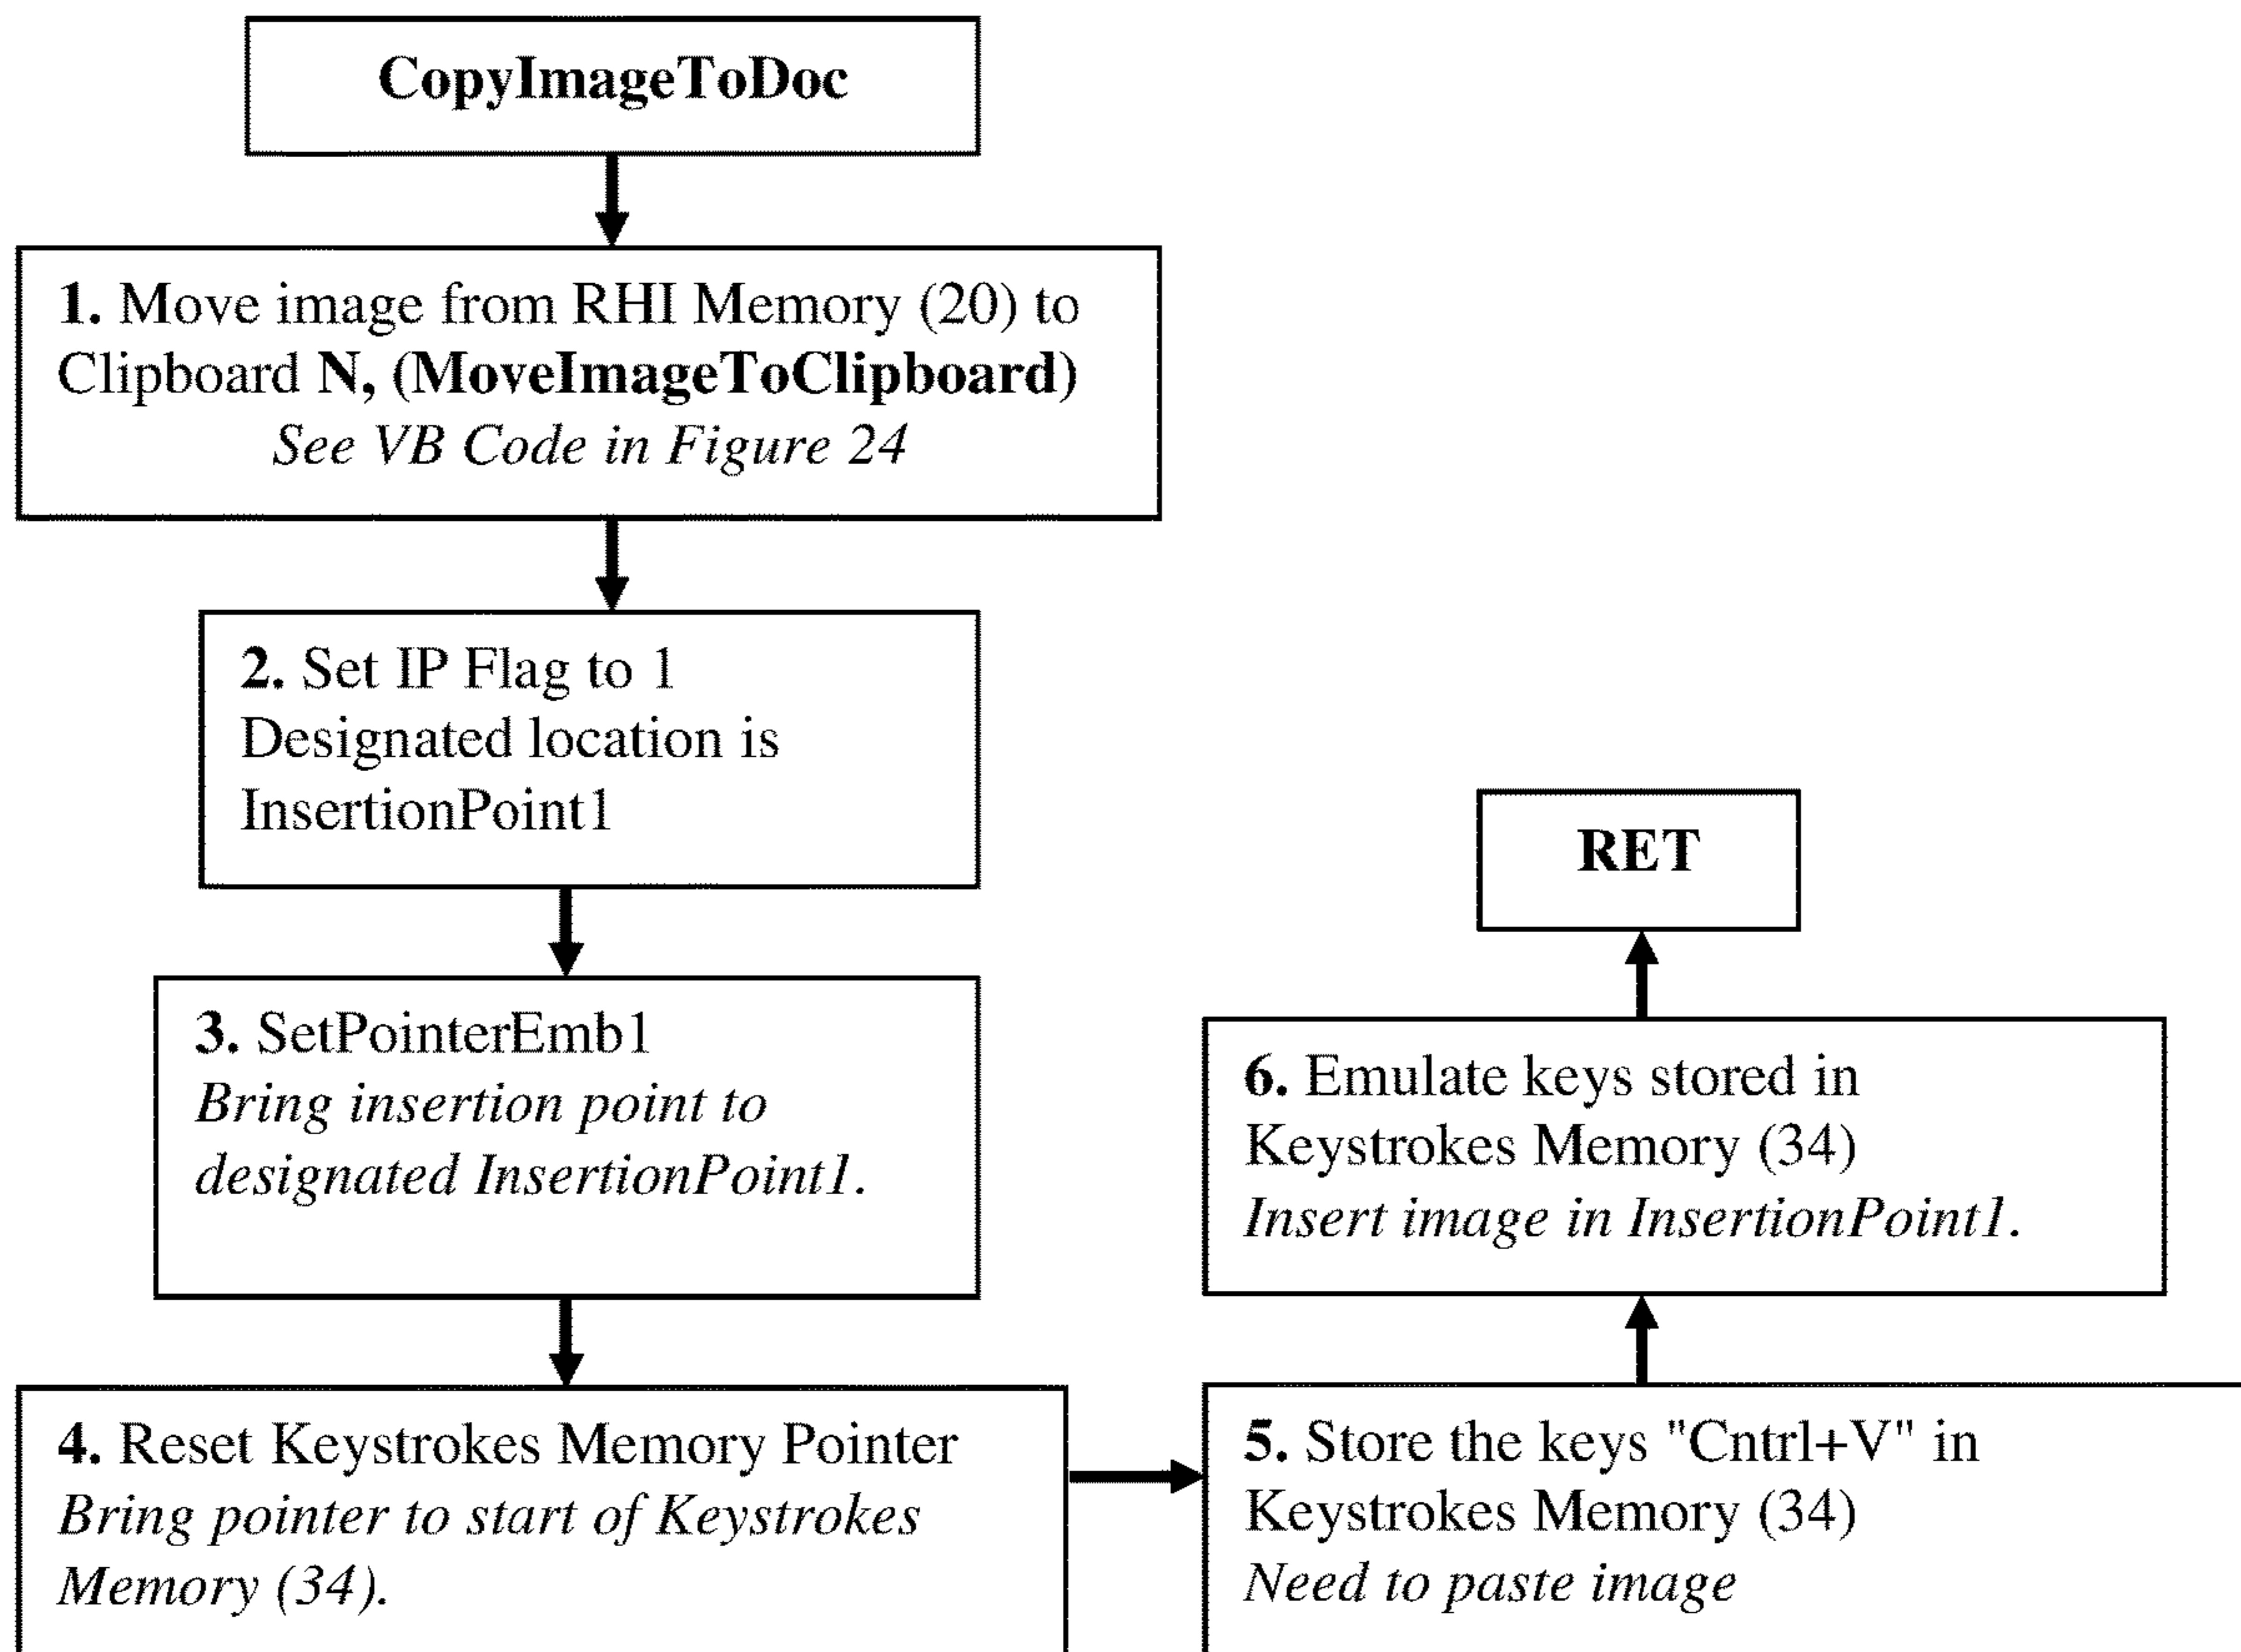 CopyImageToDoc
1. Move image from RHI Memory (20) to
Clipboard N, (MoveImageToClipboard)
See VB Code in Figure 24
2. Set IP Flag to 1
Designated location is
InsertionPoint1
3. SetPointerEmb1
Bring insertion point to
designated InsertionPoint1.
4. Reset Keystrokes Memory Pointer
Bring pointer to start of Keystrokes
Memory (34).
5. Store the keys "Cntrl+V" in
Keystrokes Memory (34)
Need to paste image
6. Emulate keys stored in
Keystrokes Memory (34)
Insert image in InsertionPoint1.
RET